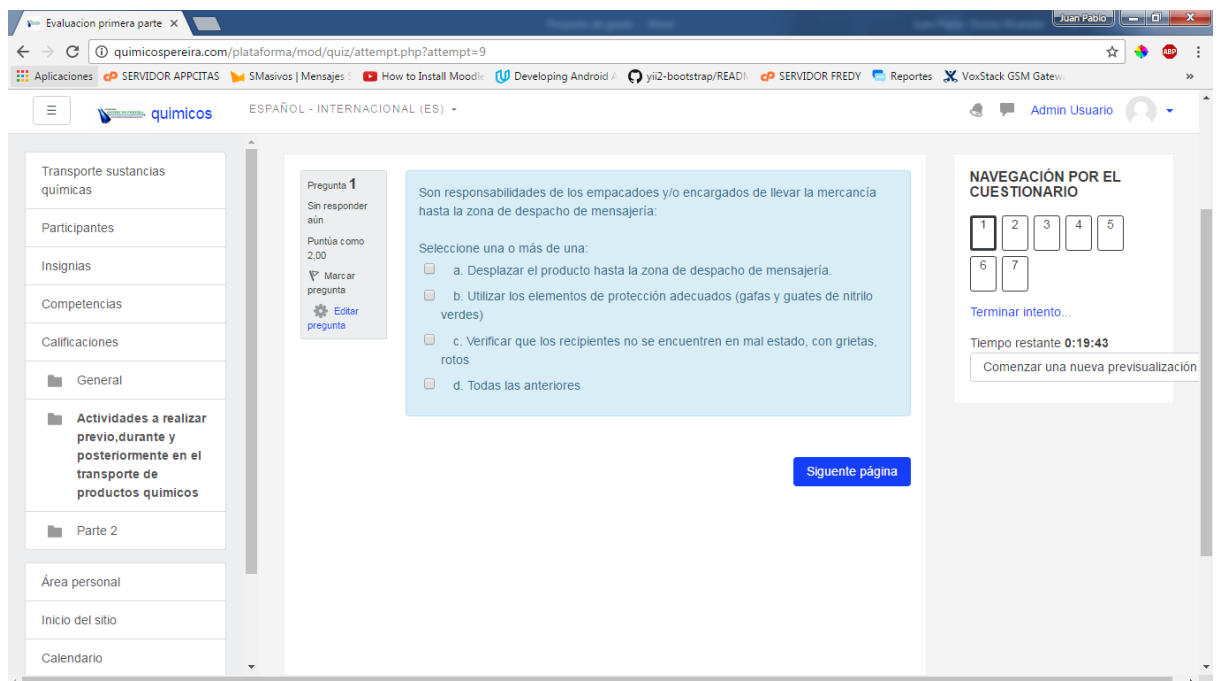 Evaluacion primera parte
Juan Pablo
quimicospereira.com/plataforma/mod/quiz/attempt.php?attempt=9
Aplicaciones
SERVIDOR APPCITAS
SMasivos | Mensajes S
How to Install Moodle
Developing Android A
yii2-bootstrap/READM
SERVIDOR FREDY
Reportes
VoxStack GSM Gatew
»
quimicos
ESPAÑOL - INTERNACIONAL (ES)
Admin Usuario
Transporte sustancias
químicas
Participantes
Insignias
Competencias
Calificaciones
General
Actividades a realizar
previo,durante y
posteriormente en el
transporte de
productos quimicos
Parte 2
Área personal
Inicio del sitio
Calendario
Pregunta 1
Sin responder
aún
Puntúa como
2,00
Marcar
pregunta
Editar
pregunta
Son responsabilidades de los empacadoes y/o encargados de llevar la mercancía
hasta la zona de despacho de mensajería:
Seleccione una o más de una:
a. Desplazar el producto hasta la zona de despacho de mensajería.
b. Utilizar los elementos de protección adecuados (gafas y guates de nitrilo
verdes)
c. Verificar que los recipientes no se encuentren en mal estado, con grietas,
rotos
d. Todas las anteriores
Siguente página
NAVEGACIÓN POR EL
CUESTIONARIO
1 2 3 4 5
6 7
Terminar intento...
Tiempo restante 0:19:43
Comenzar una nueva previsualización